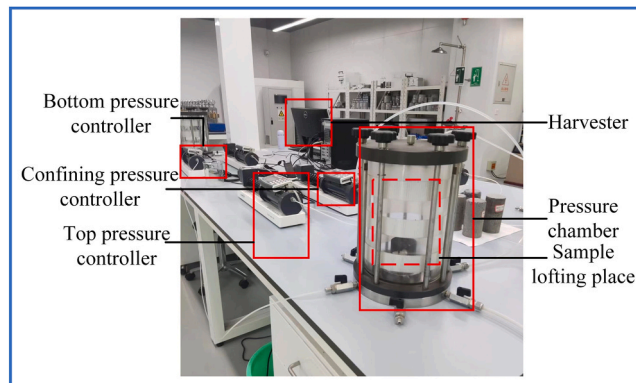 Bottom pressure
controller
Confining pressure
controller
Top pressure
controller
Harvester
Pressure
chamber
Sample
lofting place